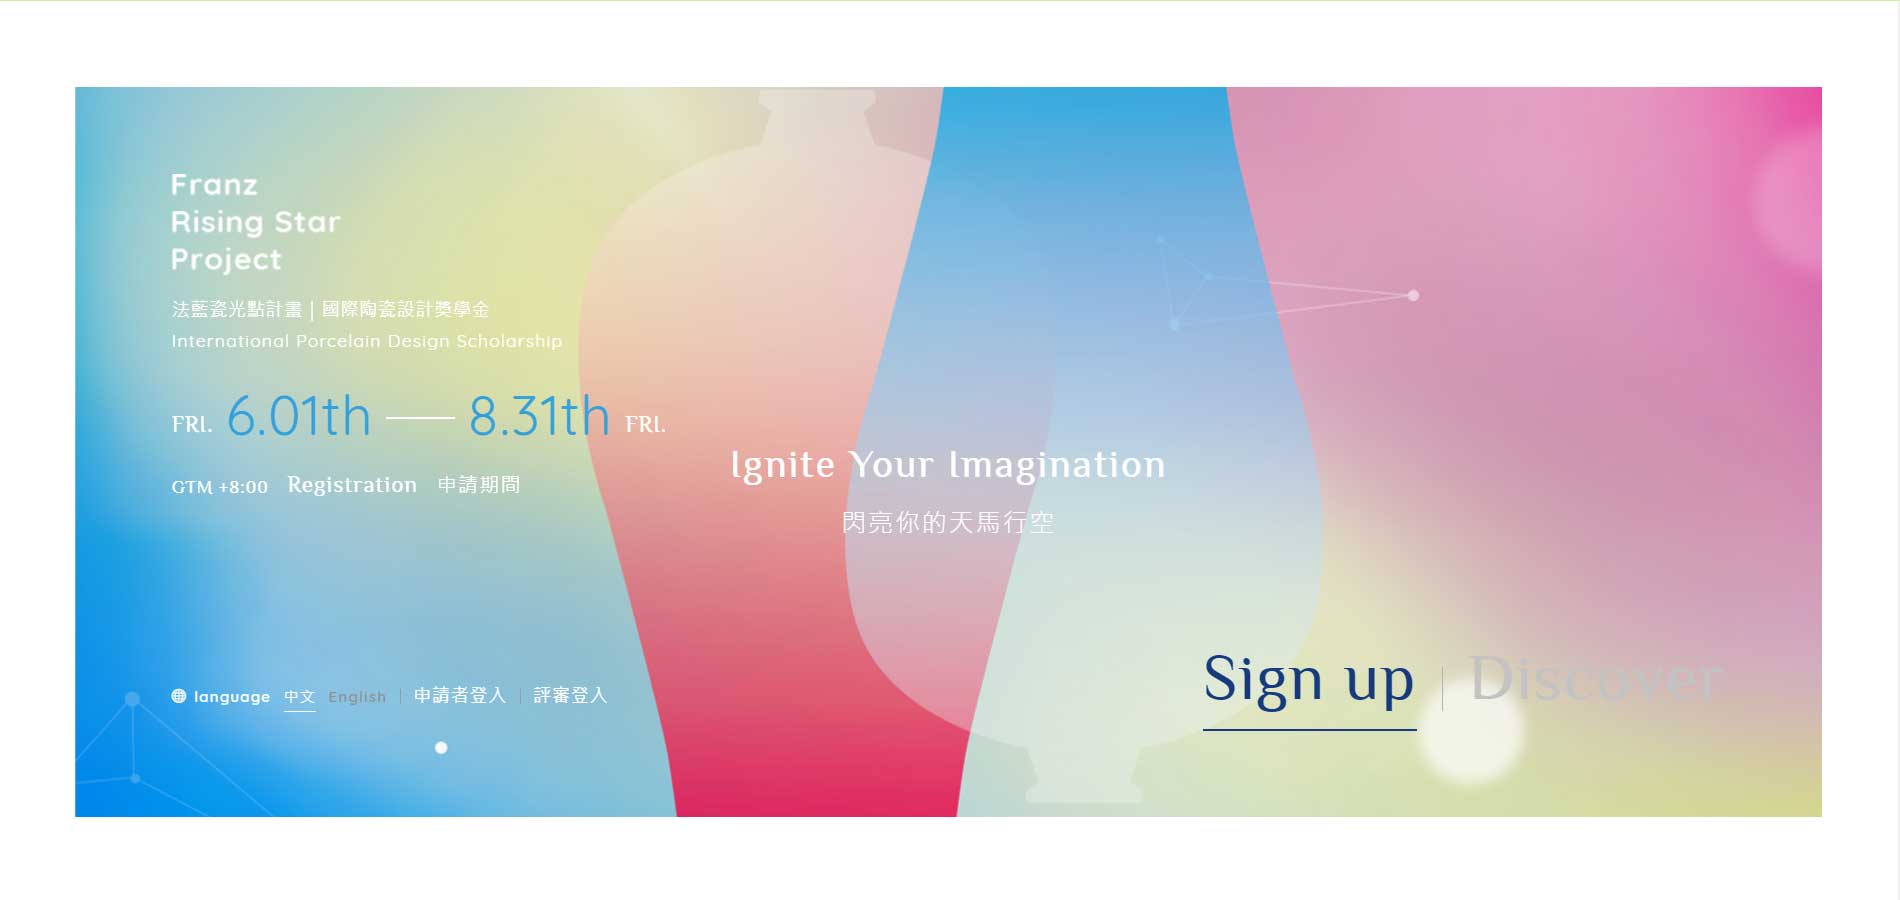 Franz
Rising Star
Project
法藍瓷光點計畫 | 國際陶瓷設計獎學金
International Porcelain Design Scholarship
FRI. 6.01th — 8.31th FRI.
GTM +8:00 Registration 申請期間
Ignite Your Imagination
閃亮你的天馬行空
language 中文 English | 申請者登入 | 評審登入
Sign up | Discover